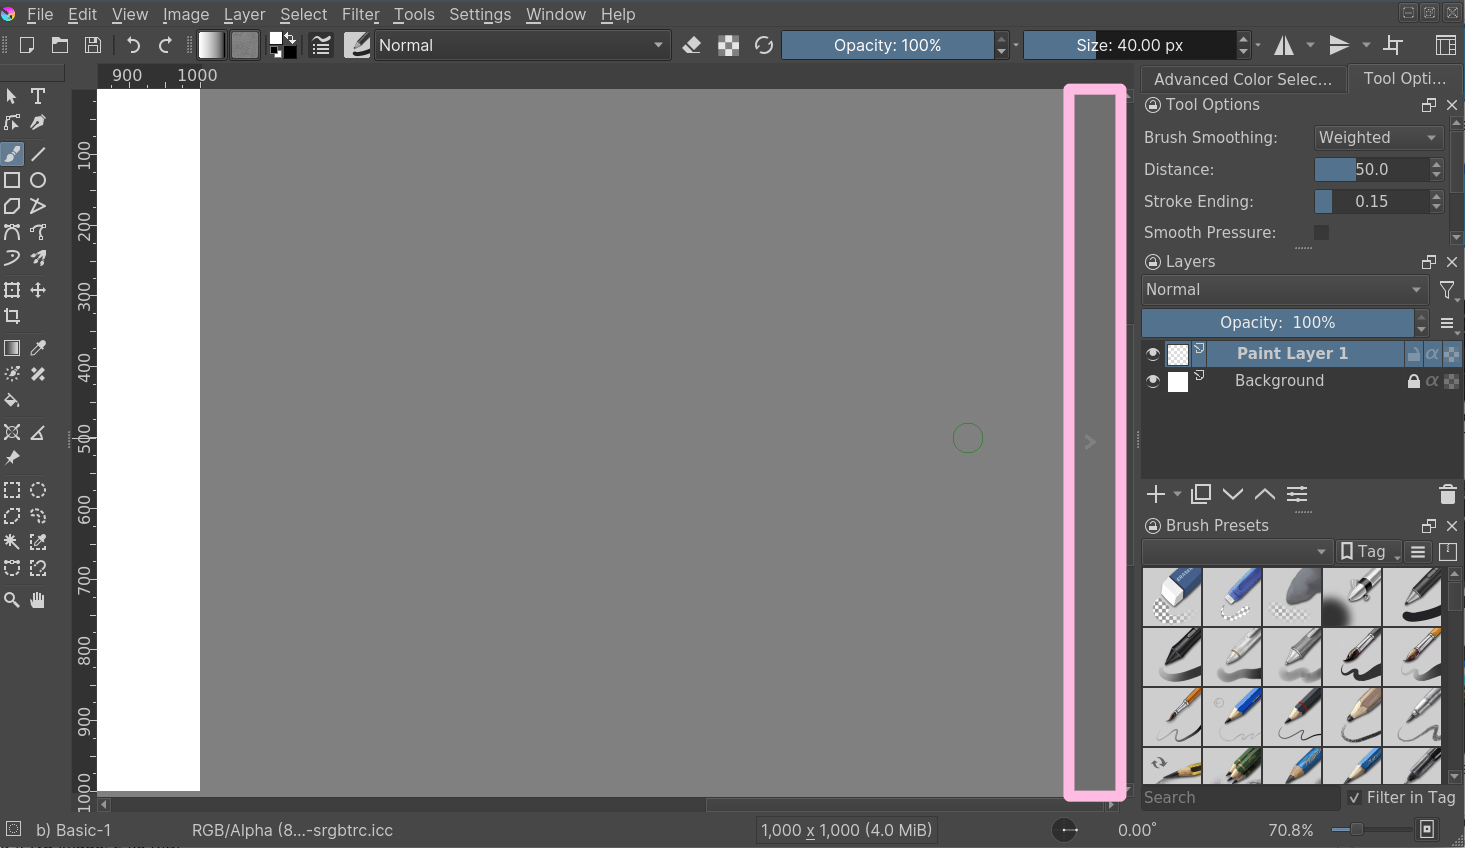 File Edit View Image Layer Select Filter Tools Settings Window Help
Normal Opacity: 100% Size: 40.00 px
900 1000
Advanced Color Selec... Tool Opti...
Tool Options
Brush Smoothing: Weighted
Distance: 50.0
Stroke Ending: 0.15
Smooth Pressure:
Layers
Normal
Opacity: 100%
Paint Layer 1
Background
Brush Presets
Tag
Search Filter in Tag
100
200
300
400
500
600
700
800
900
1000
b) Basic-1 RGB/Alpha (8...-srgbtrc.icc 1,000 x 1,000 (4.0 MiB) 0.00° 70.8%